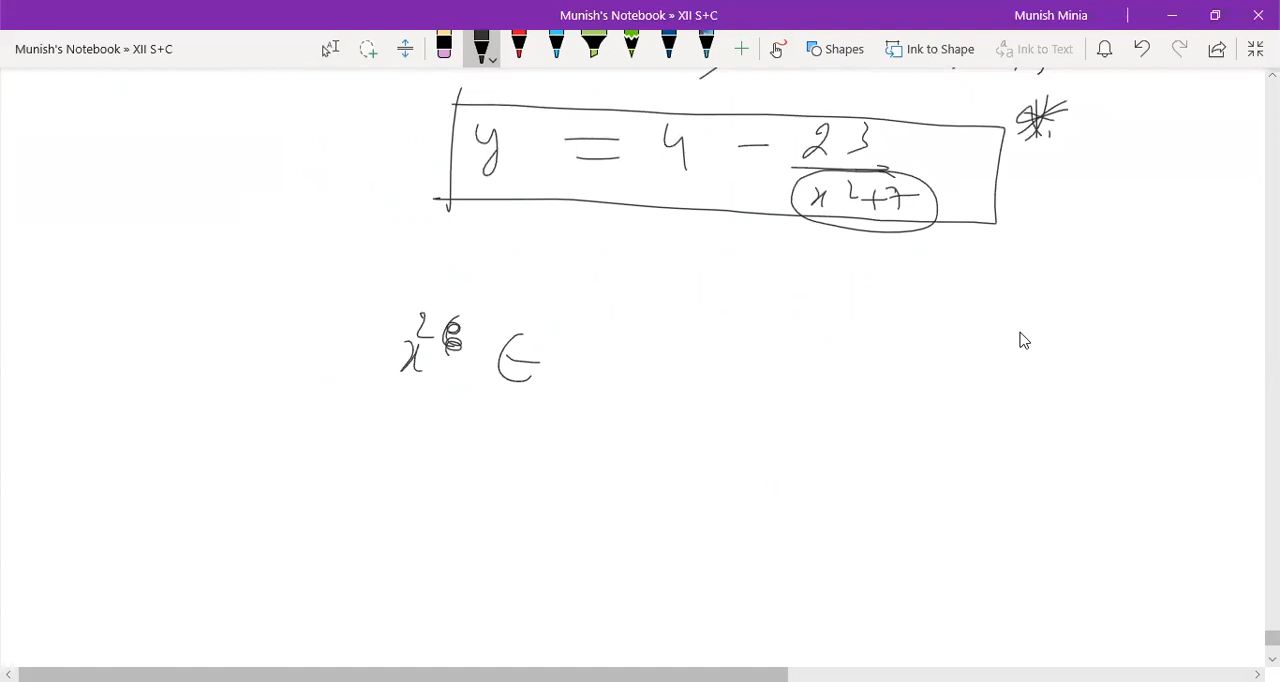 Munish's Notebook » XII S+C
Munish Minia
Munish's Notebook » XII S+C
Shapes
Ink to Shape
Ink to Text
y = 4 - 23/(x²+7)
x² ∈